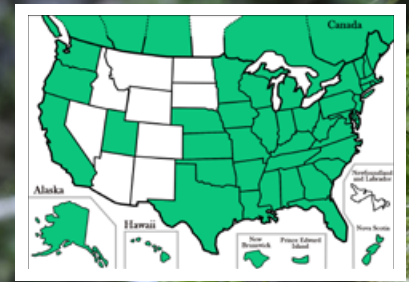 Canada
Alaska
Hawaii
New
Brunswick
Prince Edward
Island
Newfoundland
and Labrador
Nova Scotia